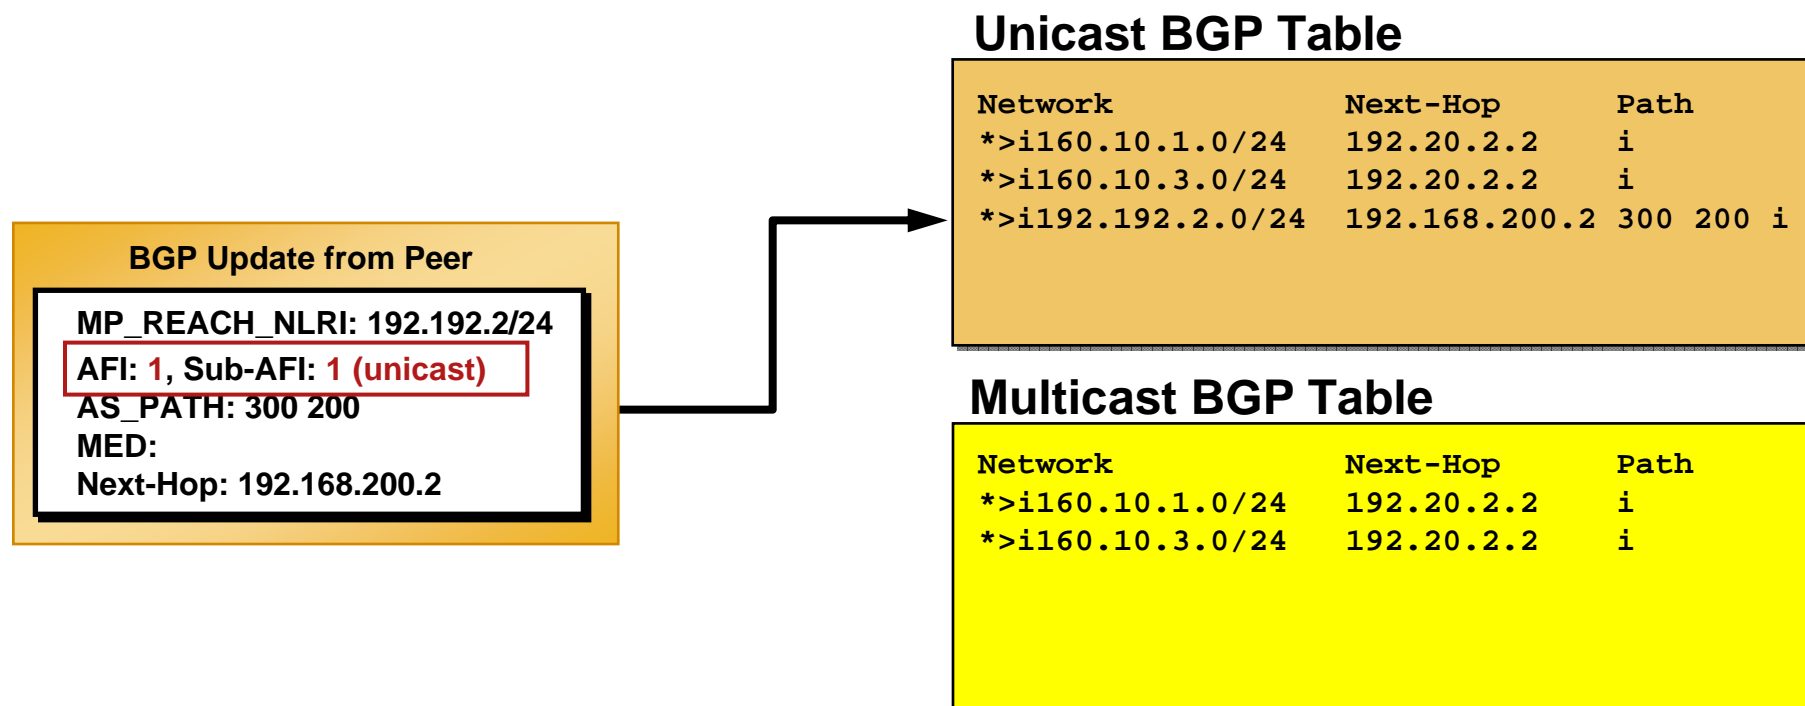 Unicast BGP Table
Network Next-Hop Path
*>i160.10.1.0/24 192.20.2.2 i
*>i160.10.3.0/24 192.20.2.2 i
*>i192.192.2.0/24 192.168.200.2 300 200 i
BGP Update from Peer
MP_REACH_NLRI: 192.192.2/24
AFI: 1, Sub-AFI: 1 (unicast)
AS_PATH: 300 200
MED:
Next-Hop: 192.168.200.2
Multicast BGP Table
Network Next-Hop Path
*>i160.10.1.0/24 192.20.2.2 i
*>i160.10.3.0/24 192.20.2.2 i